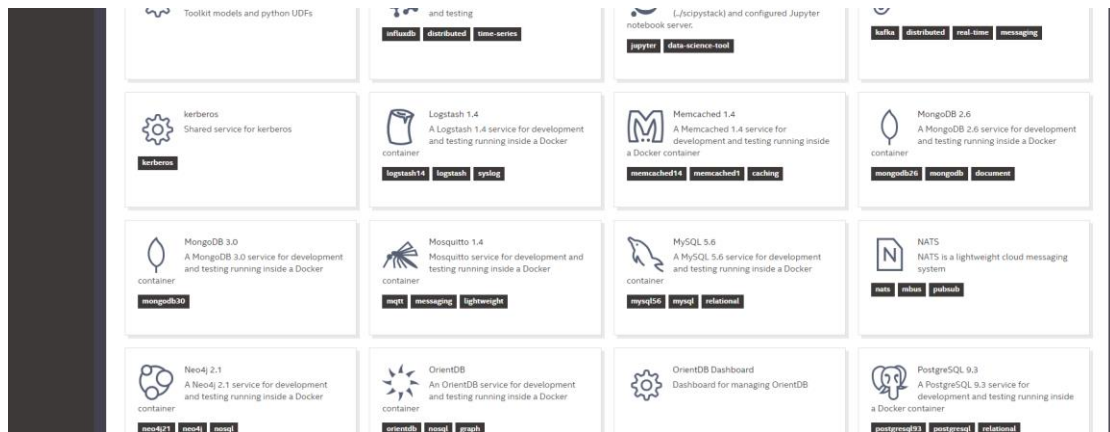 Toolkit models and python UDFs
and testing
influxdb distributed time-series
(../scipystack) and configured Jupyter
notebook server.
jupyter data-science-tool
kafka distributed real-time messaging
kerberos
Shared service for kerberos
kerberos
Logstash 1.4
A Logstash 1.4 service for development
and testing running inside a Docker
container
logstash14 logstash syslog
Memcached 1.4
A Memcached 1.4 service for
development and testing running inside
a Docker container
memcached14 memcached1 caching
MongoDB 2.6
A MongoDB 2.6 service for development
and testing running inside a Docker
container
mongodb26 mongodb document
MongoDB 3.0
A MongoDB 3.0 service for development
and testing running inside a Docker
container
mongodb30
Mosquitto 1.4
Mosquitto service for development and
testing running inside a Docker
container
mqtt messaging lightweight
MySQL 5.6
A MySQL 5.6 service for development
and testing running inside a Docker
container
mysql56 mysql relational
N
NATS
NATS is a lightweight cloud messaging
system
nats mbus pubsub
Neo4j 2.1
A Neo4j 2.1 service for development
and testing running inside a Docker
container
neo4j21 neo4j nosql
OrientDB
An OrientDB service for development
and testing running inside a Docker
container
orientdb nosql graph
OrientDB Dashboard
Dashboard for managing OrientDB
PostgreSQL 9.3
A PostgreSQL 9.3 service for
development and testing running inside
a Docker container
postgresql93 postgresql relational